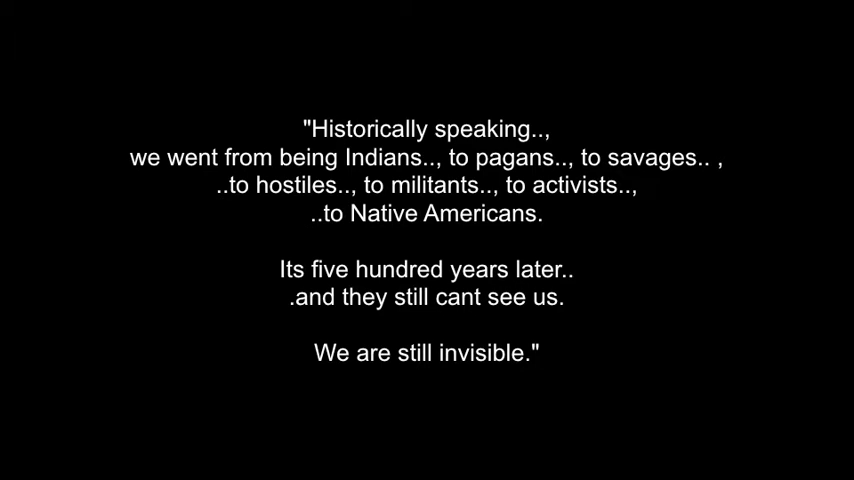 "Historically speaking..,
we went from being Indians.., to pagans.., to savages.. ,
..to hostiles.., to militants.., to activists..,
..to Native Americans.
Its five hundred years later..
.and they still cant see us.
We are still invisible."